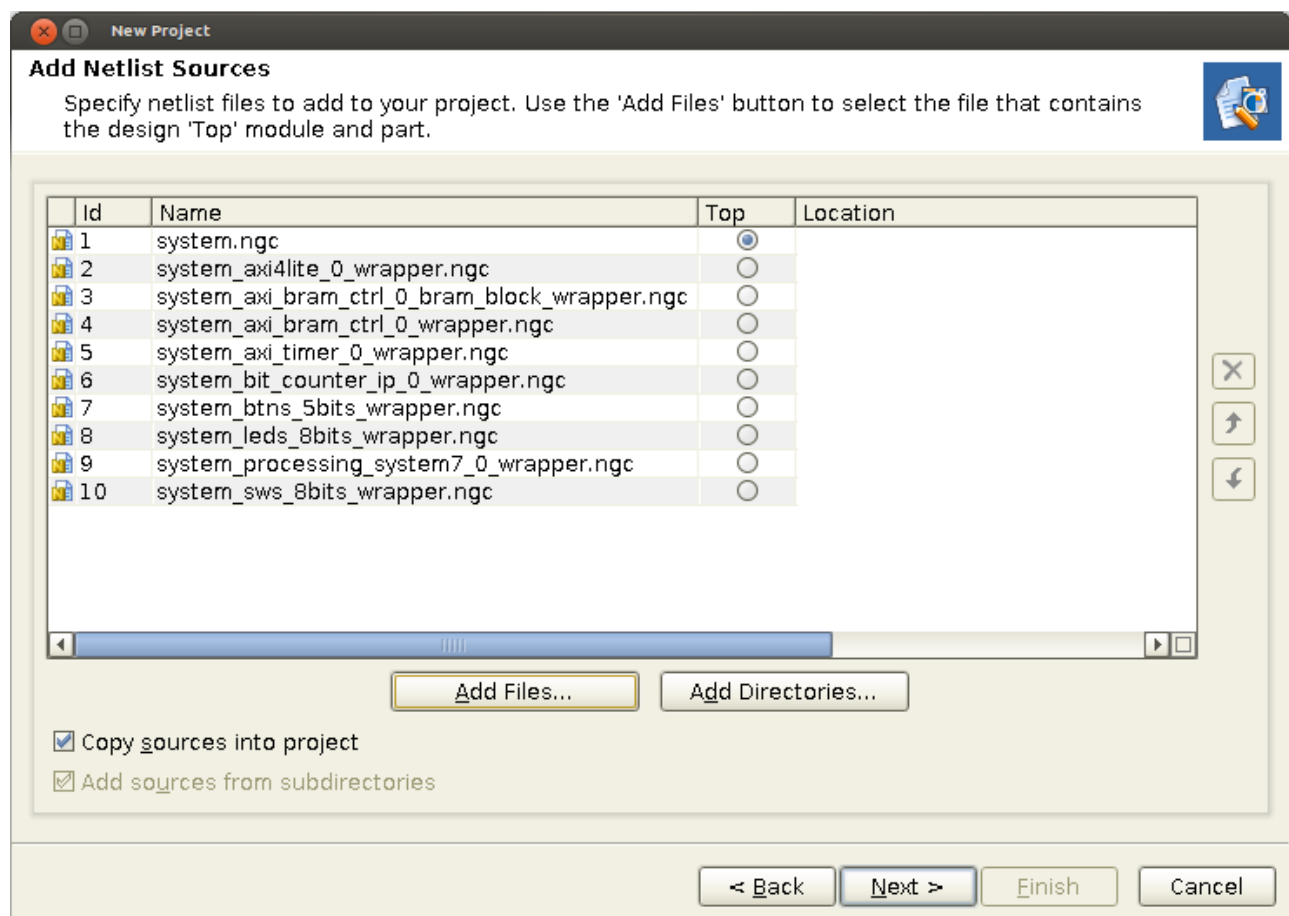 New Project
Add Netlist Sources
Specify netlist files to add to your project. Use the 'Add Files' button to select the file that contains
the design 'Top' module and part.
Id Name Top Location
1 system.ngc
2 system_axi4lite_0_wrapper.ngc
3 system_axi_bram_ctrl_0_bram_block_wrapper.ngc
4 system_axi_bram_ctrl_0_wrapper.ngc
5 system_axi_timer_0_wrapper.ngc
6 system_bit_counter_ip_0_wrapper.ngc
7 system_btns_5bits_wrapper.ngc
8 system_leds_8bits_wrapper.ngc
9 system_processing_system7_0_wrapper.ngc
10 system_sws_8bits_wrapper.ngc
Add Files... Add Directories...
Copy sources into project
Add sources from subdirectories
< Back Next > Finish Cancel